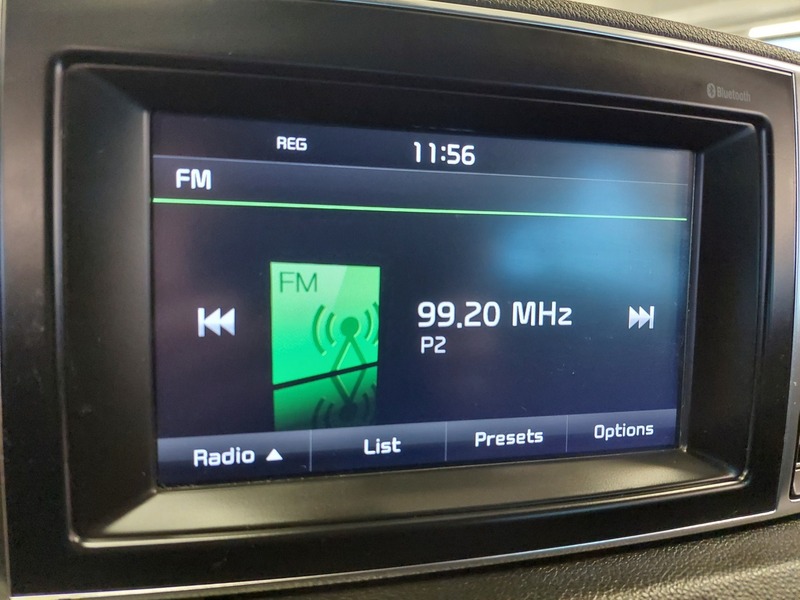 Bluetooth
REG 11:56
FM
FM
99.20 MHz
P2
Radio ▲ List Presets Options